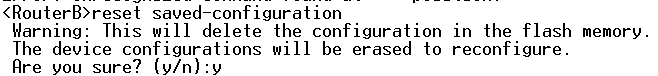 <RouterB>reset saved-configuration
Warning: This will delete the configuration in the flash memory.
The device configurations will be erased to reconfigure.
Are you sure? (y/n):y